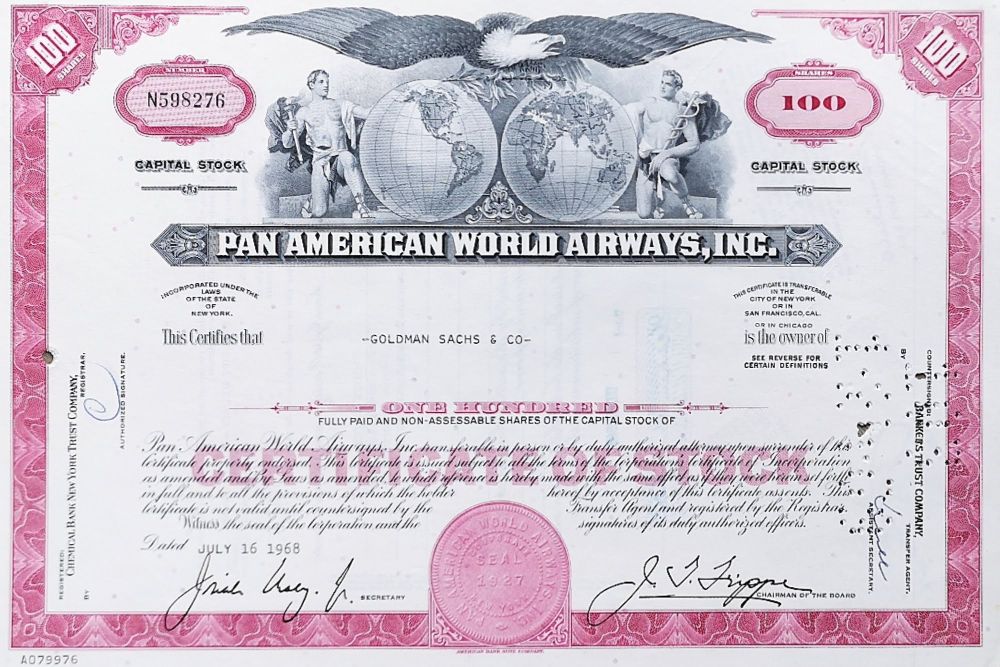 100 SHARES
100 SHARES
NUMBER
N598276
SHARES
100
CAPITAL STOCK
CAPITAL STOCK
PAN AMERICAN WORLD AIRWAYS, INC.
INCORPORATED UNDER THE
LAWS
OF THE STATE
OF
NEW YORK.
THIS CERTIFICATE IS TRANSFERABLE
IN THE
CITY OF NEW YORK
OR IN
SAN FRANCISCO, CAL.
OR IN CHICAGO
This Certifies that
-GOLDMAN SACHS & CO-
is the owner of
SEE REVERSE FOR
CERTAIN DEFINITIONS
ONE HUNDRED
FULLY PAID AND NON-ASSESSABLE SHARES OF THE CAPITAL STOCK OF
Pan American World Airways, Inc. transferable in person or by duly authorized attorney upon surrender of this
certificate properly endorsed. This certificate is issued subject to all the terms of the corporation's Certificate of Incorporation
as amended and By-Laws as amended to which reference is hereby made with the same effect as if they were herein set forth
in full and to all the provisions of which the holder hereof by acceptance of this certificate assents. This
certificate is not valid until countersigned by the Transfer Agent and registered by the Registrar.
Witness the seal of the corporation and the signatures of its duly authorized officers.
Dated JULY 16 1968
SECRETARY
CHAIRMAN OF THE BOARD
PAN AMERICAN WORLD AIRWAYS, INC.
SEAL
1927
REGISTERED:
CHEMICAL BANK NEW YORK TRUST COMPANY,
REGISTRAR,
BY
AUTHORIZED SIGNATURE.
COUNTERSIGNED:
BANKERS TRUST COMPANY,
TRANSFER AGENT,
BY
ASSISTANT SECRETARY.
AMERICAN BANK NOTE COMPANY.
A079976